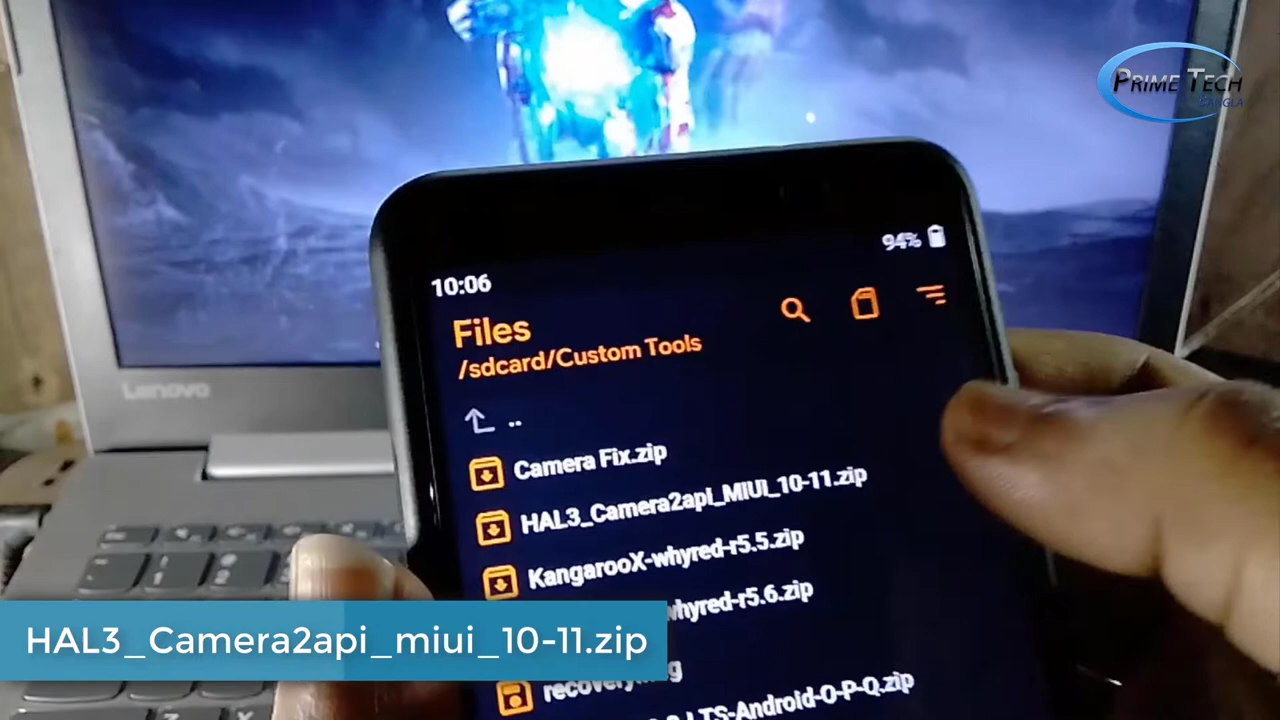 PRIME TECH
BANGLA
94%
10:06
Files
/sdcard/Custom Tools
..
Camera Fix.zip
HAL3_Camera2api_MIUI_10-11.zip
KangarooX-whyred-r5.5.zip
whyred-r5.6.zip
LTS-Android-O-P-Q.zip
Lenovo
HAL3_Camera2api_miui_10-11.zip